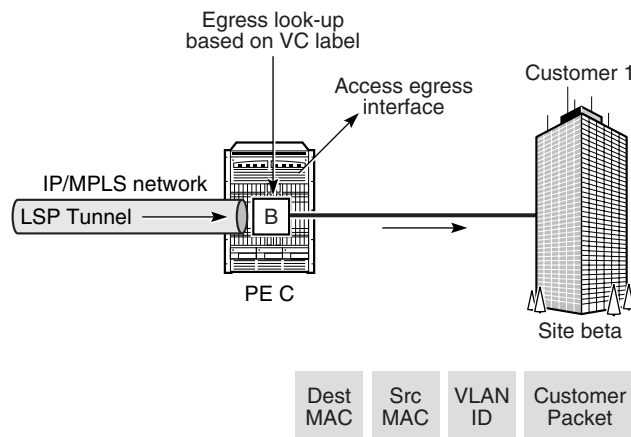 Egress look-up
based on VC label
Access egress
interface
Customer 1
IP/MPLS network
LSP Tunnel
B
PE C
Site beta
Dest
MAC
Src
MAC
VLAN
ID
Customer
Packet